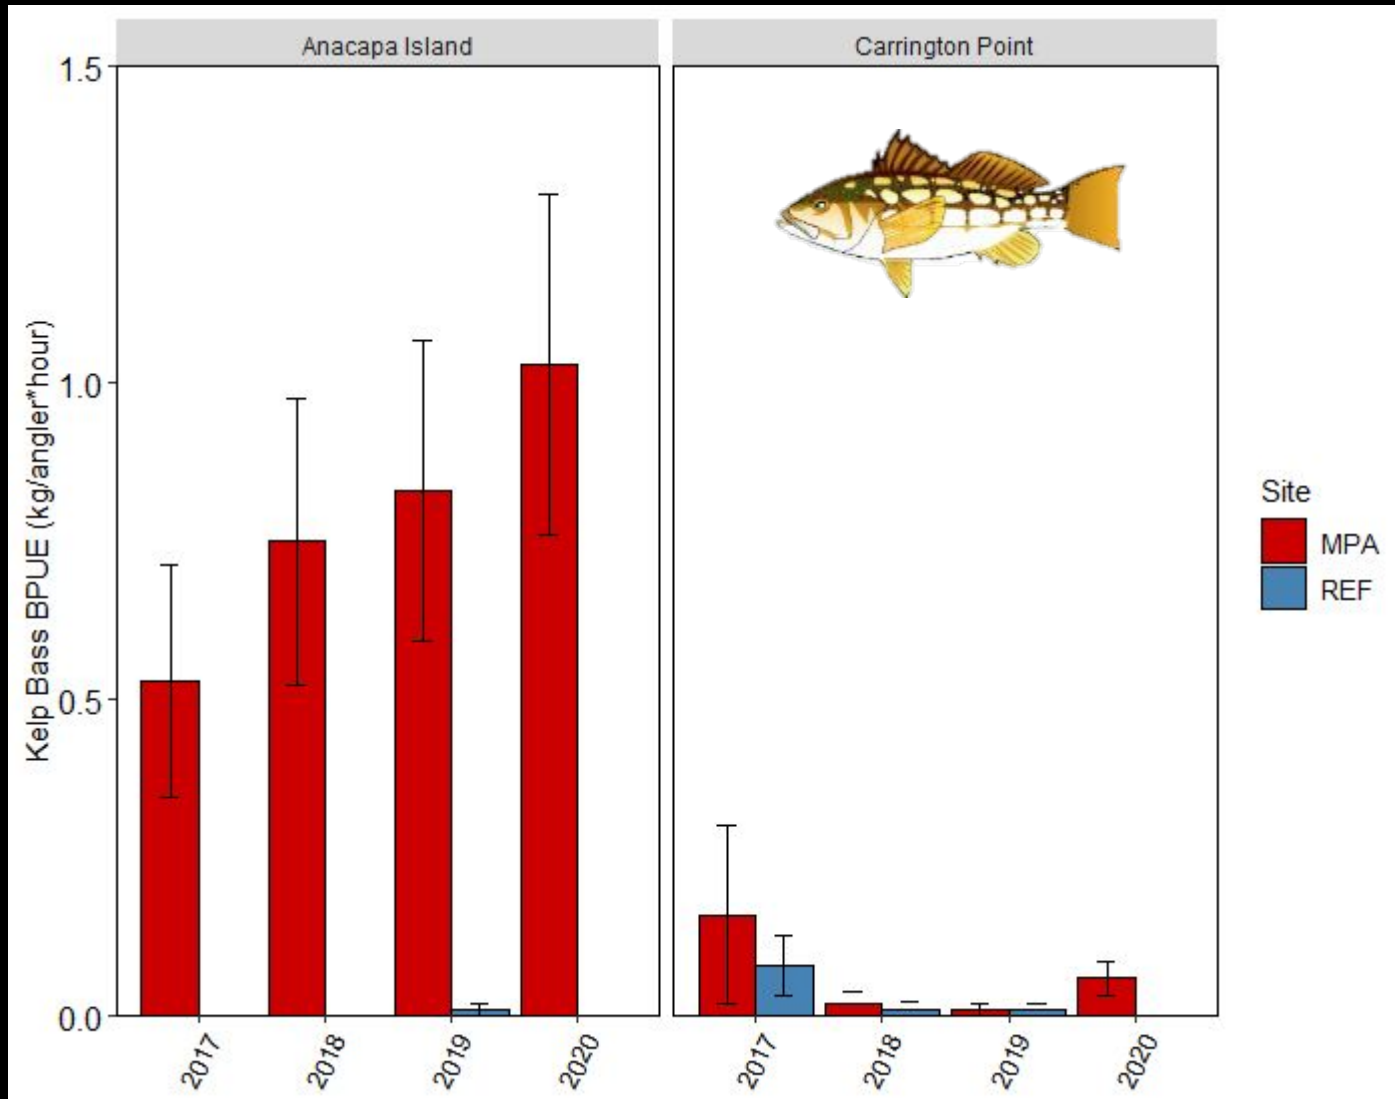 Anacapa Island
Carrington Point
Kelp Bass BPUE (kg/angler*hour)
1.5
1.0
0.5
0.0
2017
2018
2019
2020
2017
2018
2019
2020
Site
MPA
REF